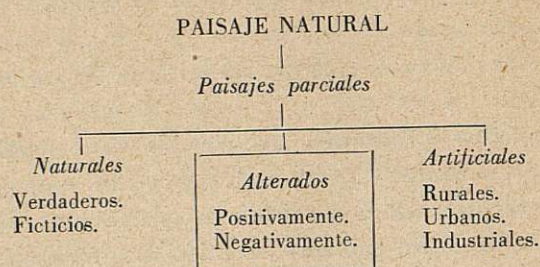 PAISAJE NATURAL
Paisajes parciales
Naturales
Verdaderos.
Ficticios.
Alterados
Positivamente.
Negativamente.
Artificiales
Rurales.
Urbanos.
Industriales.